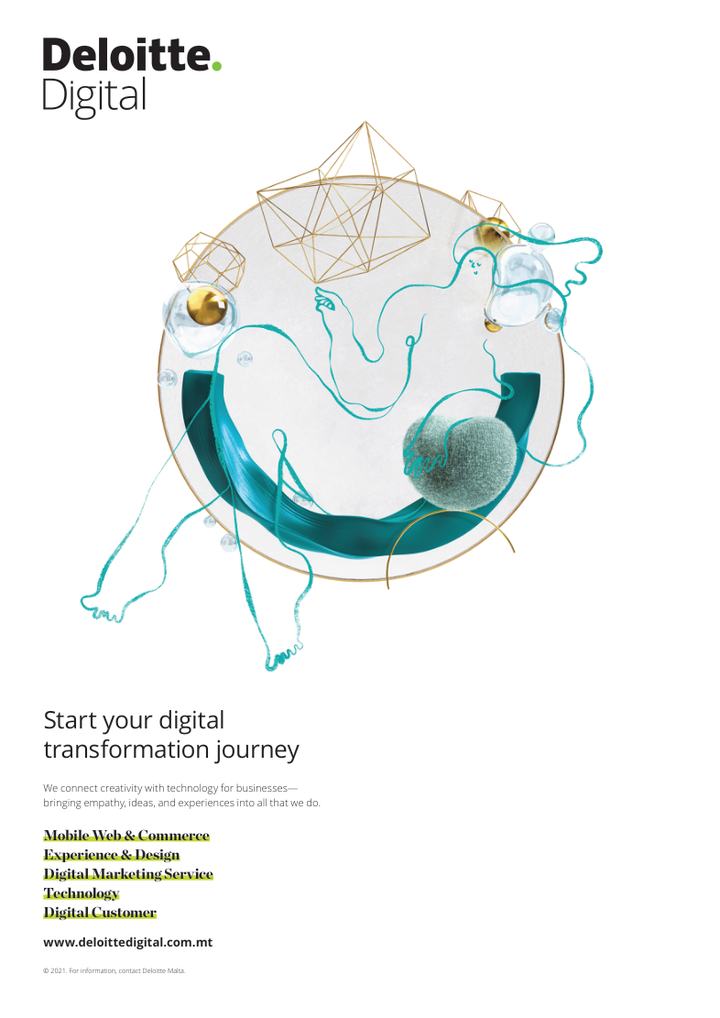 Deloitte.
Digital
Start your digital
transformation journey
We connect creativity with technology for businesses—
bringing empathy, ideas, and experiences into all that we do.
Mobile Web & Commerce
Experience & Design
Digital Marketing Service
Technology
Digital Customer
www.deloittedigital.com.mt
© 2021. For information, contact Deloitte Malta.